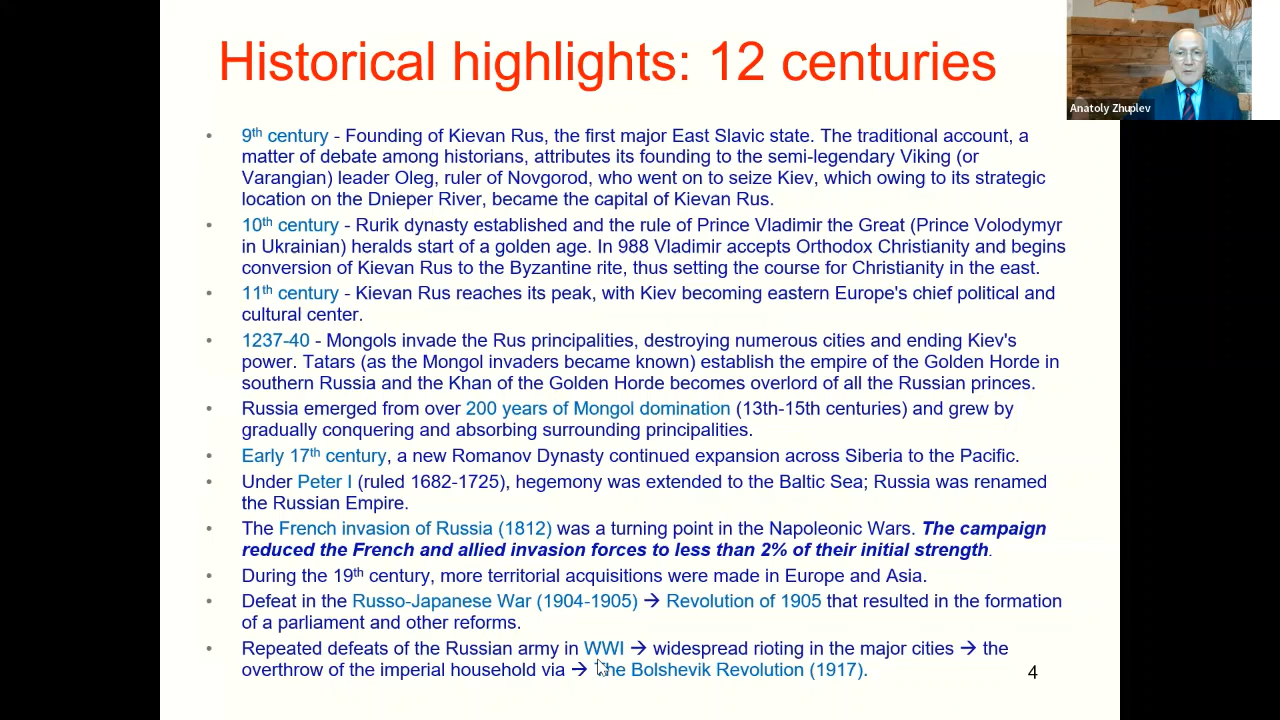 Historical highlights: 12 centuries
Anatoly Zhuplev
• 9th century - Founding of Kievan Rus, the first major East Slavic state. The traditional account, a
matter of debate among historians, attributes its founding to the semi-legendary Viking (or
Varangian) leader Oleg, ruler of Novgorod, who went on to seize Kiev, which owing to its strategic
location on the Dnieper River, became the capital of Kievan Rus.
• 10th century - Rurik dynasty established and the rule of Prince Vladimir the Great (Prince Volodymyr
in Ukrainian) heralds start of a golden age. In 988 Vladimir accepts Orthodox Christianity and begins
conversion of Kievan Rus to the Byzantine rite, thus setting the course for Christianity in the east.
• 11th century - Kievan Rus reaches its peak, with Kiev becoming eastern Europe's chief political and
cultural center.
• 1237-40 - Mongols invade the Rus principalities, destroying numerous cities and ending Kiev's
power. Tatars (as the Mongol invaders became known) establish the empire of the Golden Horde in
southern Russia and the Khan of the Golden Horde becomes overlord of all the Russian princes.
• Russia emerged from over 200 years of Mongol domination (13th-15th centuries) and grew by
gradually conquering and absorbing surrounding principalities.
• Early 17th century, a new Romanov Dynasty continued expansion across Siberia to the Pacific.
• Under Peter I (ruled 1682-1725), hegemony was extended to the Baltic Sea; Russia was renamed
the Russian Empire.
• The French invasion of Russia (1812) was a turning point in the Napoleonic Wars. The campaign
reduced the French and allied invasion forces to less than 2% of their initial strength.
• During the 19th century, more territorial acquisitions were made in Europe and Asia.
• Defeat in the Russo-Japanese War (1904-1905) → Revolution of 1905 that resulted in the formation
of a parliament and other reforms.
• Repeated defeats of the Russian army in WWI → widespread rioting in the major cities → the
overthrow of the imperial household via → the Bolshevik Revolution (1917).
4